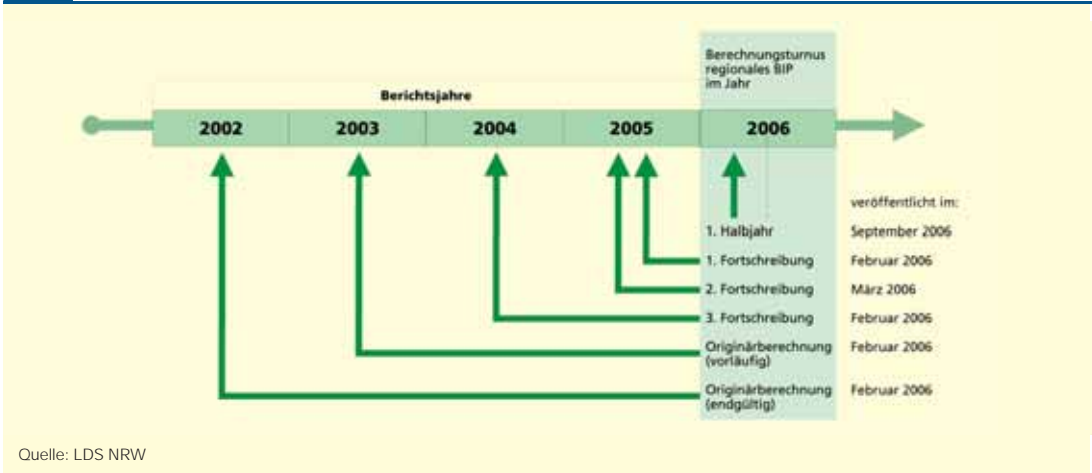 Berechnungsturnus
regionales BIP
im Jahr
Berichtsjahre
2002 2003 2004 2005 2006
veröffentlicht im:
1. Halbjahr September 2006
1. Fortschreibung Februar 2006
2. Fortschreibung März 2006
3. Fortschreibung Februar 2006
Originärberechnung Februar 2006
(vorläufig)
Originärberechnung Februar 2006
(endgültig)
Quelle: LDS NRW